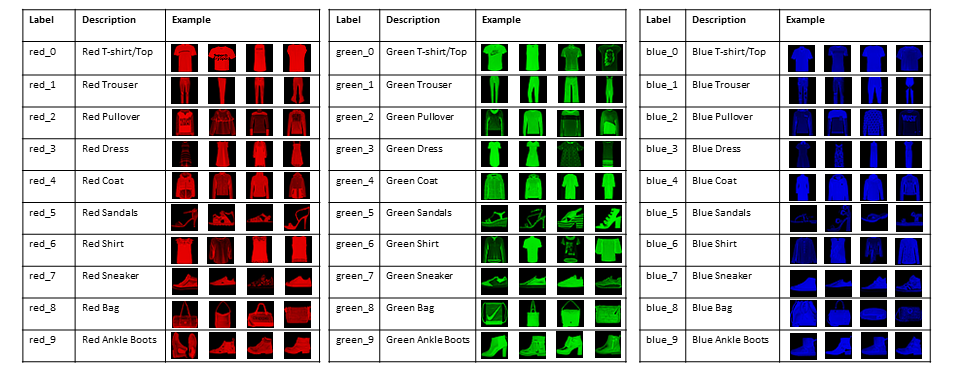 Label Description Example
red_0 Red T-shirt/Top
red_1 Red Trouser
red_2 Red Pullover
red_3 Red Dress
red_4 Red Coat
red_5 Red Sandals
red_6 Red Shirt
red_7 Red Sneaker
red_8 Red Bag
red_9 Red Ankle Boots
Label Description Example
green_0 Green T-shirt/Top
green_1 Green Trouser
green_2 Green Pullover
green_3 Green Dress
green_4 Green Coat
green_5 Green Sandals
green_6 Green Shirt
green_7 Green Sneaker
green_8 Green Bag
green_9 Green Ankle Boots
Label Description Example
blue_0 Blue T-shirt/Top
blue_1 Blue Trouser
blue_2 Blue Pullover
blue_3 Blue Dress
blue_4 Blue Coat
blue_5 Blue Sandals
blue_6 Blue Shirt
blue_7 Blue Sneaker
blue_8 Blue Bag
blue_9 Blue Ankle Boots